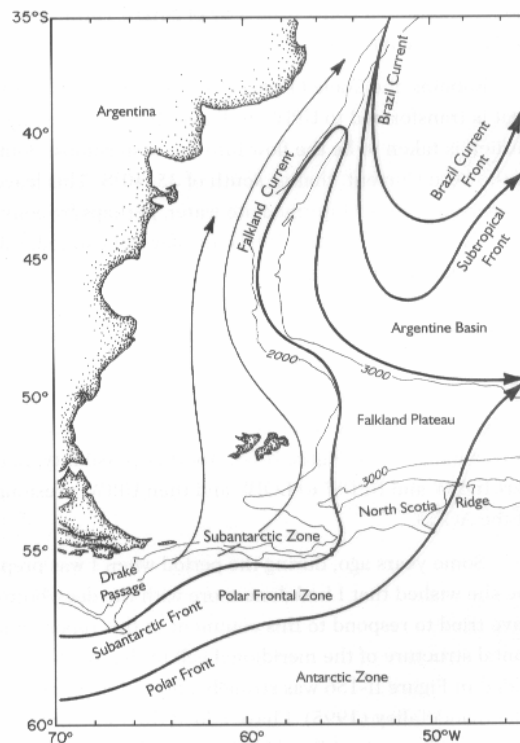 35°S
Argentina
Brazil Current
40°
Brazil Current
Front
Falkland Current
Subtropical
Front
45°
Argentine Basin
2000
3000
50°
Falkland Plateau
3000
North Scotia
Ridge
Subantarctic Zone
55°
Drake
Passage
Polar Frontal Zone
Subantarctic Front
Polar Front
Antarctic Zone
60°
70°
60°
50°W